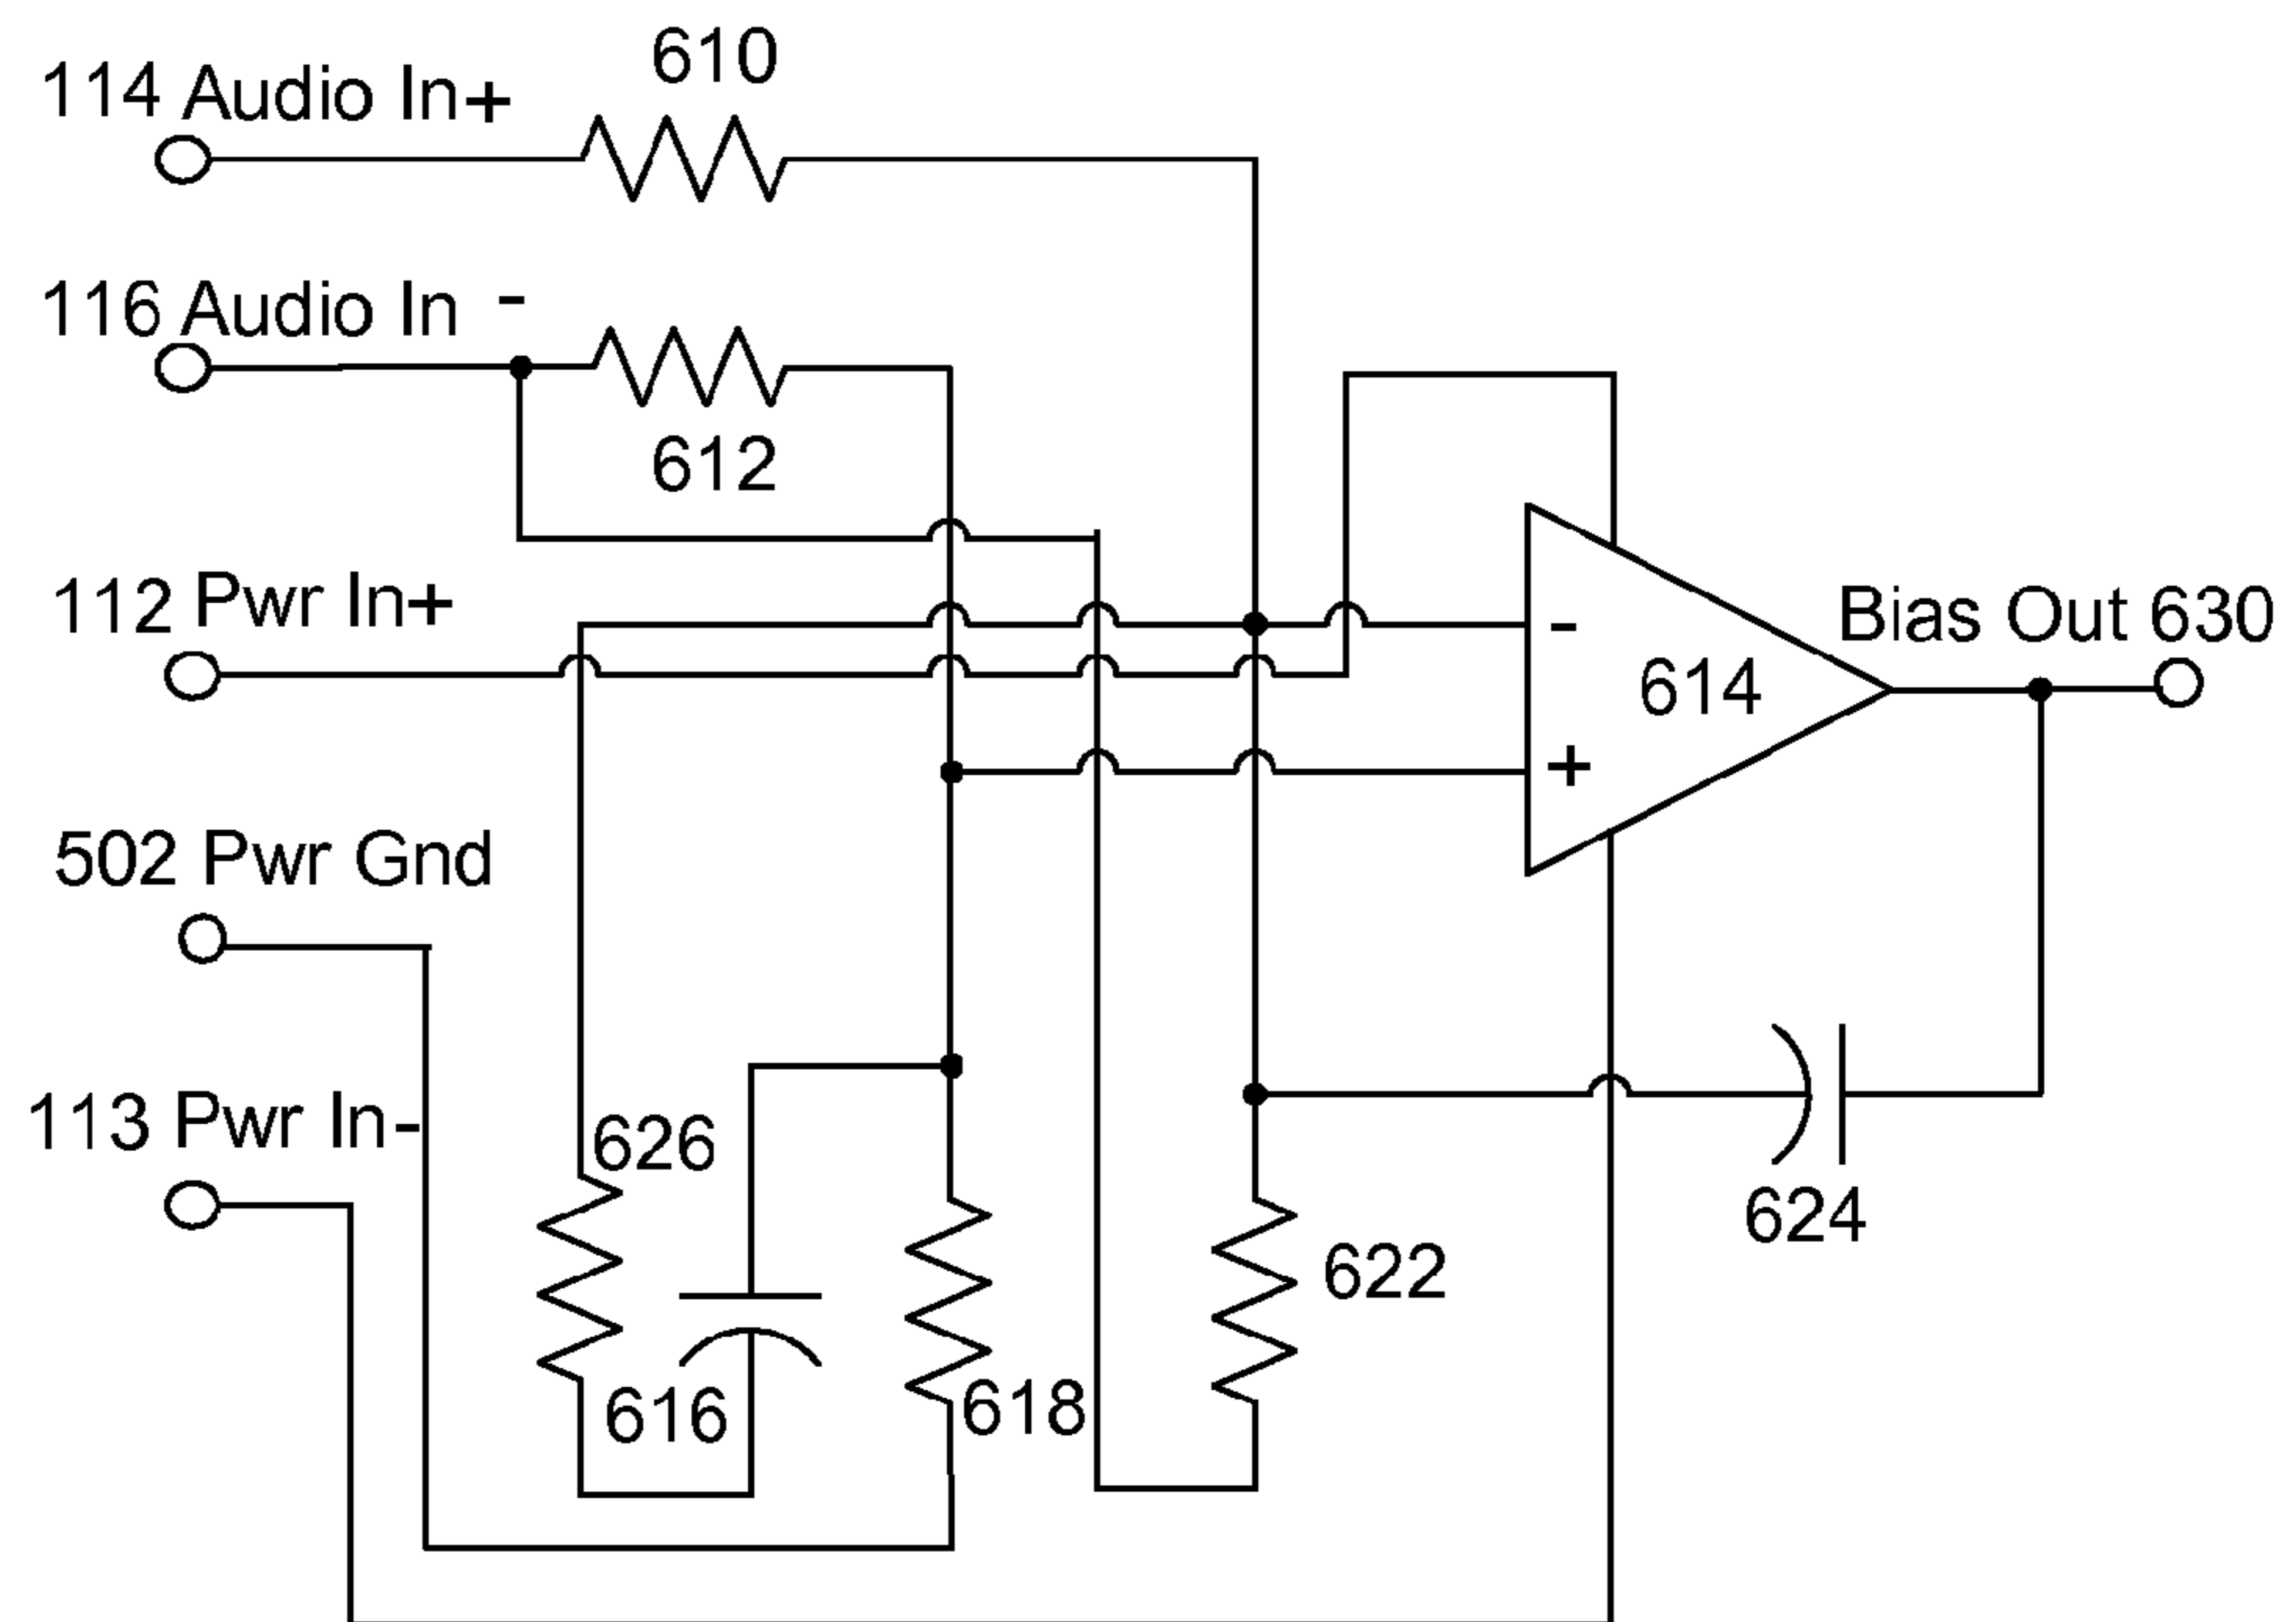 610
114 Audio In+
116 Audio In -
612
112 Pwr In+
-
Bias Out 630
614
+
502 Pwr Gnd
113 Pwr In-
626
624
622
616
618